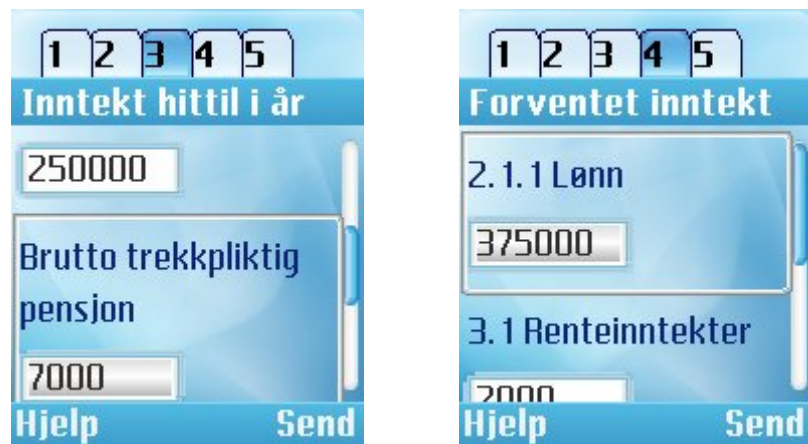 1 2 3 4 5
Inntekt hittil i år
250000
Brutto trekkpliktig
pensjon
7000
Hjelp Send
1 2 3 4 5
Forventet inntekt
2.1.1 Lønn
375000
3.1 Renteinntekter
2000
Hjelp Send